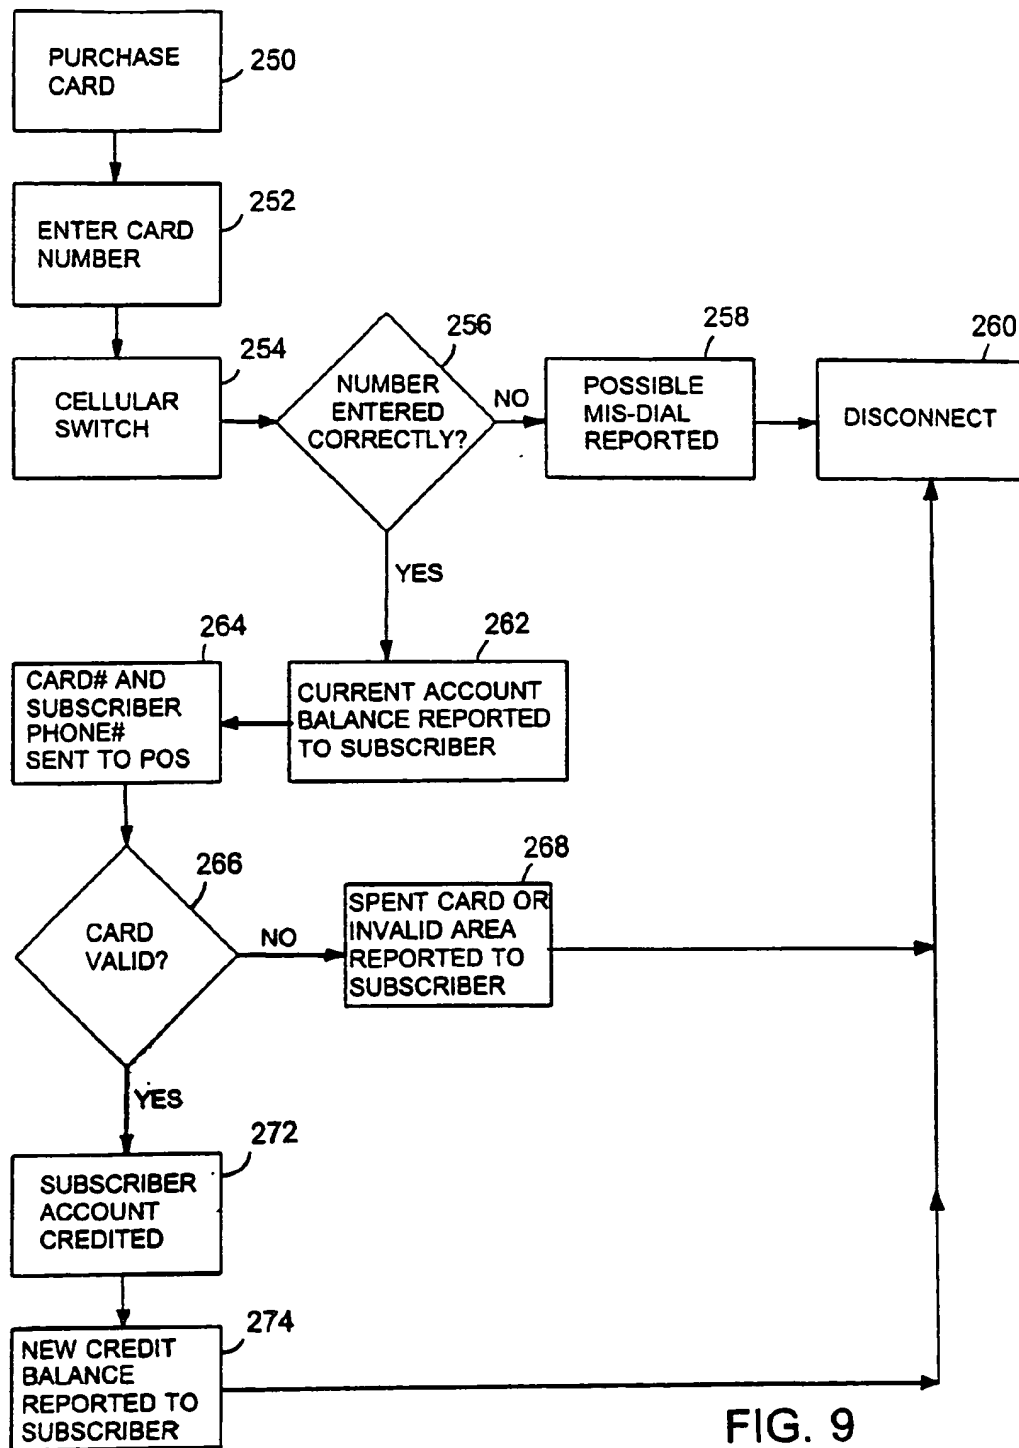 PURCHASE
CARD
250
ENTER CARD
NUMBER
252
CELLULAR
SWITCH
254
NUMBER
ENTERED
CORRECTLY?
256
NO
POSSIBLE
MIS-DIAL
REPORTED
258
DISCONNECT
260
YES
CURRENT ACCOUNT
BALANCE REPORTED
TO SUBSCRIBER
262
CARD# AND
SUBSCRIBER
PHONE#
SENT TO POS
264
CARD
VALID?
266
NO
SPENT CARD OR
INVALID AREA
REPORTED TO
SUBSCRIBER
268
YES
SUBSCRIBER
ACCOUNT
CREDITED
272
NEW CREDIT
BALANCE
REPORTED TO
SUBSCRIBER
274
FIG. 9